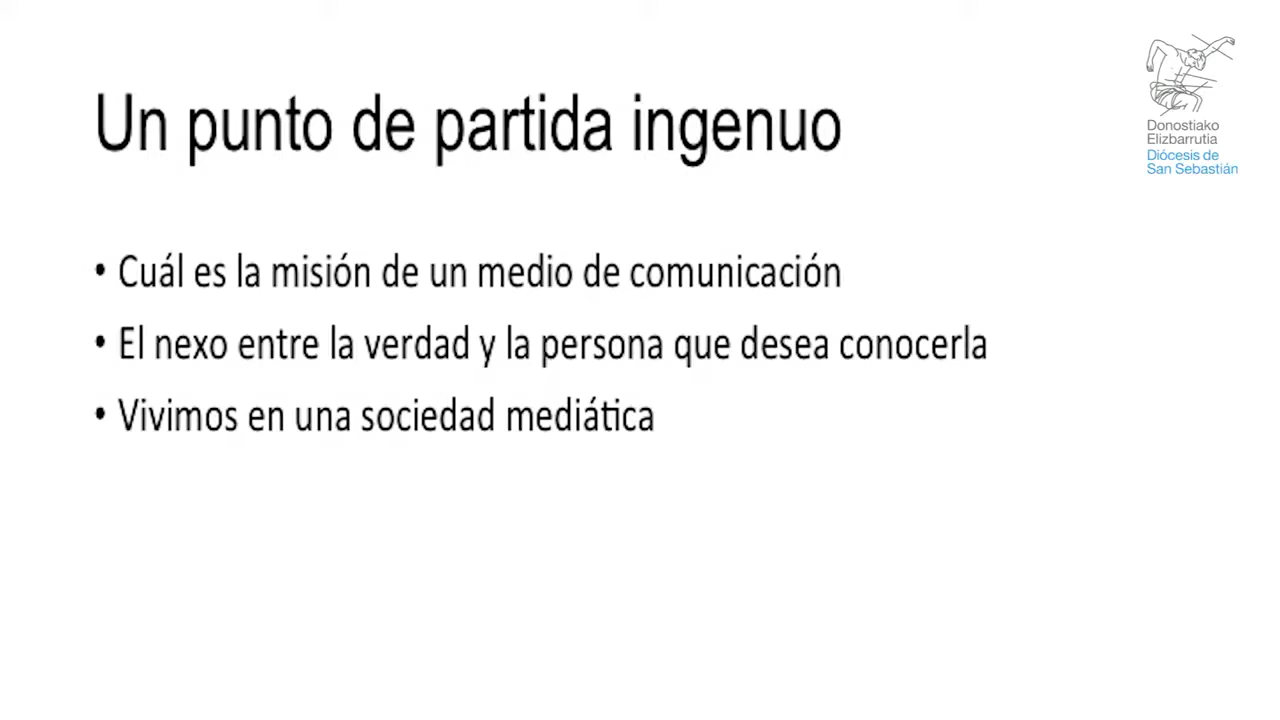 Un punto de partida ingenuo
Donostiako
Elizbarrutia
Diócesis de
San Sebastián
• Cuál es la misión de un medio de comunicación
• El nexo entre la verdad y la persona que desea conocerla
• Vivimos en una sociedad mediática